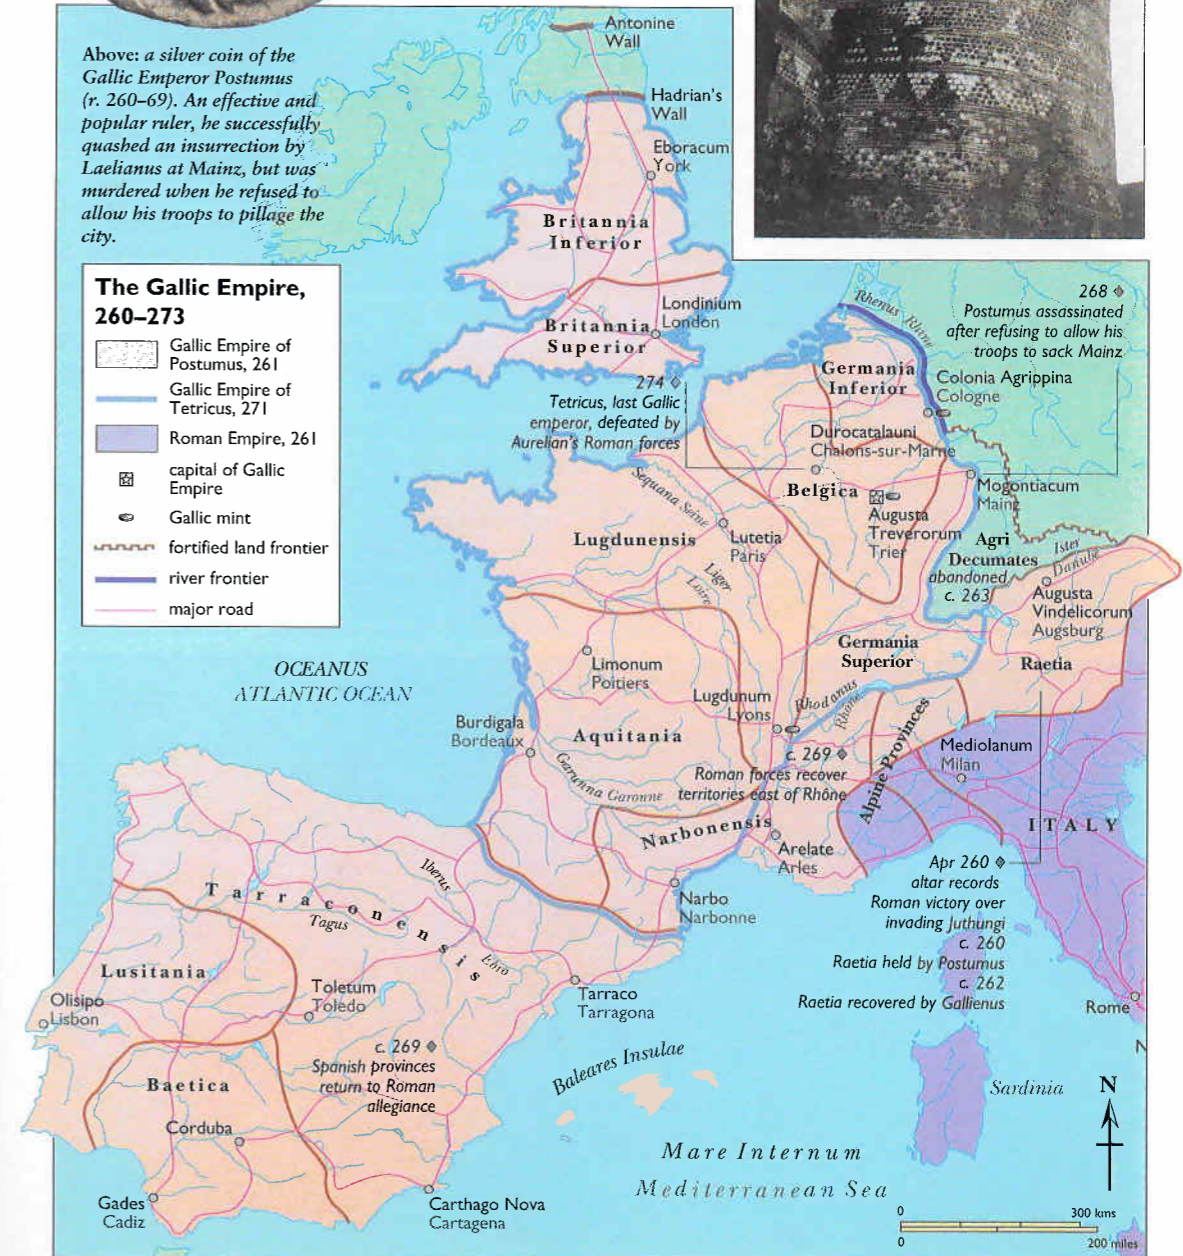 Above: a silver coin of the
Gallic Emperor Postumus
(r. 260–69). An effective and
popular ruler, he successfully
quashed an insurrection by
Laelianus at Mainz, but was
murdered when he refused to
allow his troops to pillage the
city.
The Gallic Empire,
260–273
Gallic Empire of
Postumus, 261
Gallic Empire of
Tetricus, 271
Roman Empire, 261
capital of Gallic
Empire
Gallic mint
fortified land frontier
river frontier
major road
Antonine
Wall
Hadrian's
Wall
Eboracum
York
Britannia
Inferior
Londinium
London
Britannia
Superior
274
Tetricus, last Gallic
emperor, defeated by
Aurelian's Roman forces
Rhenus Rhine
268
Postumus assassinated
after refusing to allow his
troops to sack Mainz
Germania
Inferior
Colonia Agrippina
Cologne
Durocatalauni
Chalons-sur-Marne
Belgica
Mogontiacum
Mainz
Augusta
Treverorum
Trier
Agri
Decumates
abandoned
c. 263
Ister
Danube
Augusta
Vindelicorum
Augsburg
Raetia
Sequana Seine
Lutetia
Paris
Lugdunensis
Liger
Loire
Germania
Superior
Limonum
Poitiers
Lugdunum
Lyons
Rhodanus
Rhône
OCEANUS
ATLANTIC OCEAN
Burdigala
Bordeaux
Aquitania
Garunna Garonne
c. 269
Roman forces recover
territories east of Rhône
Alpine Provinces
Mediolanum
Milan
ITALY
Narbonensis
Arelate
Arles
Narbo
Narbonne
Apr 260
altar records
Roman victory over
invading Juthungi
c. 260
Raetia held by Postumus
c. 262
Raetia recovered by Gallienus
Rome
Iberus
Ebro
Tarraconensis
Tagus
Lusitania
Olisipo
Lisbon
Toletum
Toledo
Tarraco
Tarragona
c. 269
Spanish provinces
return to Roman
allegiance
Baetica
Corduba
Baleares Insulae
Sardinia
N
N
Mare Internum
Mediterranean Sea
Gades
Cadiz
Carthago Nova
Cartagena
0 300 kms
0 200 miles